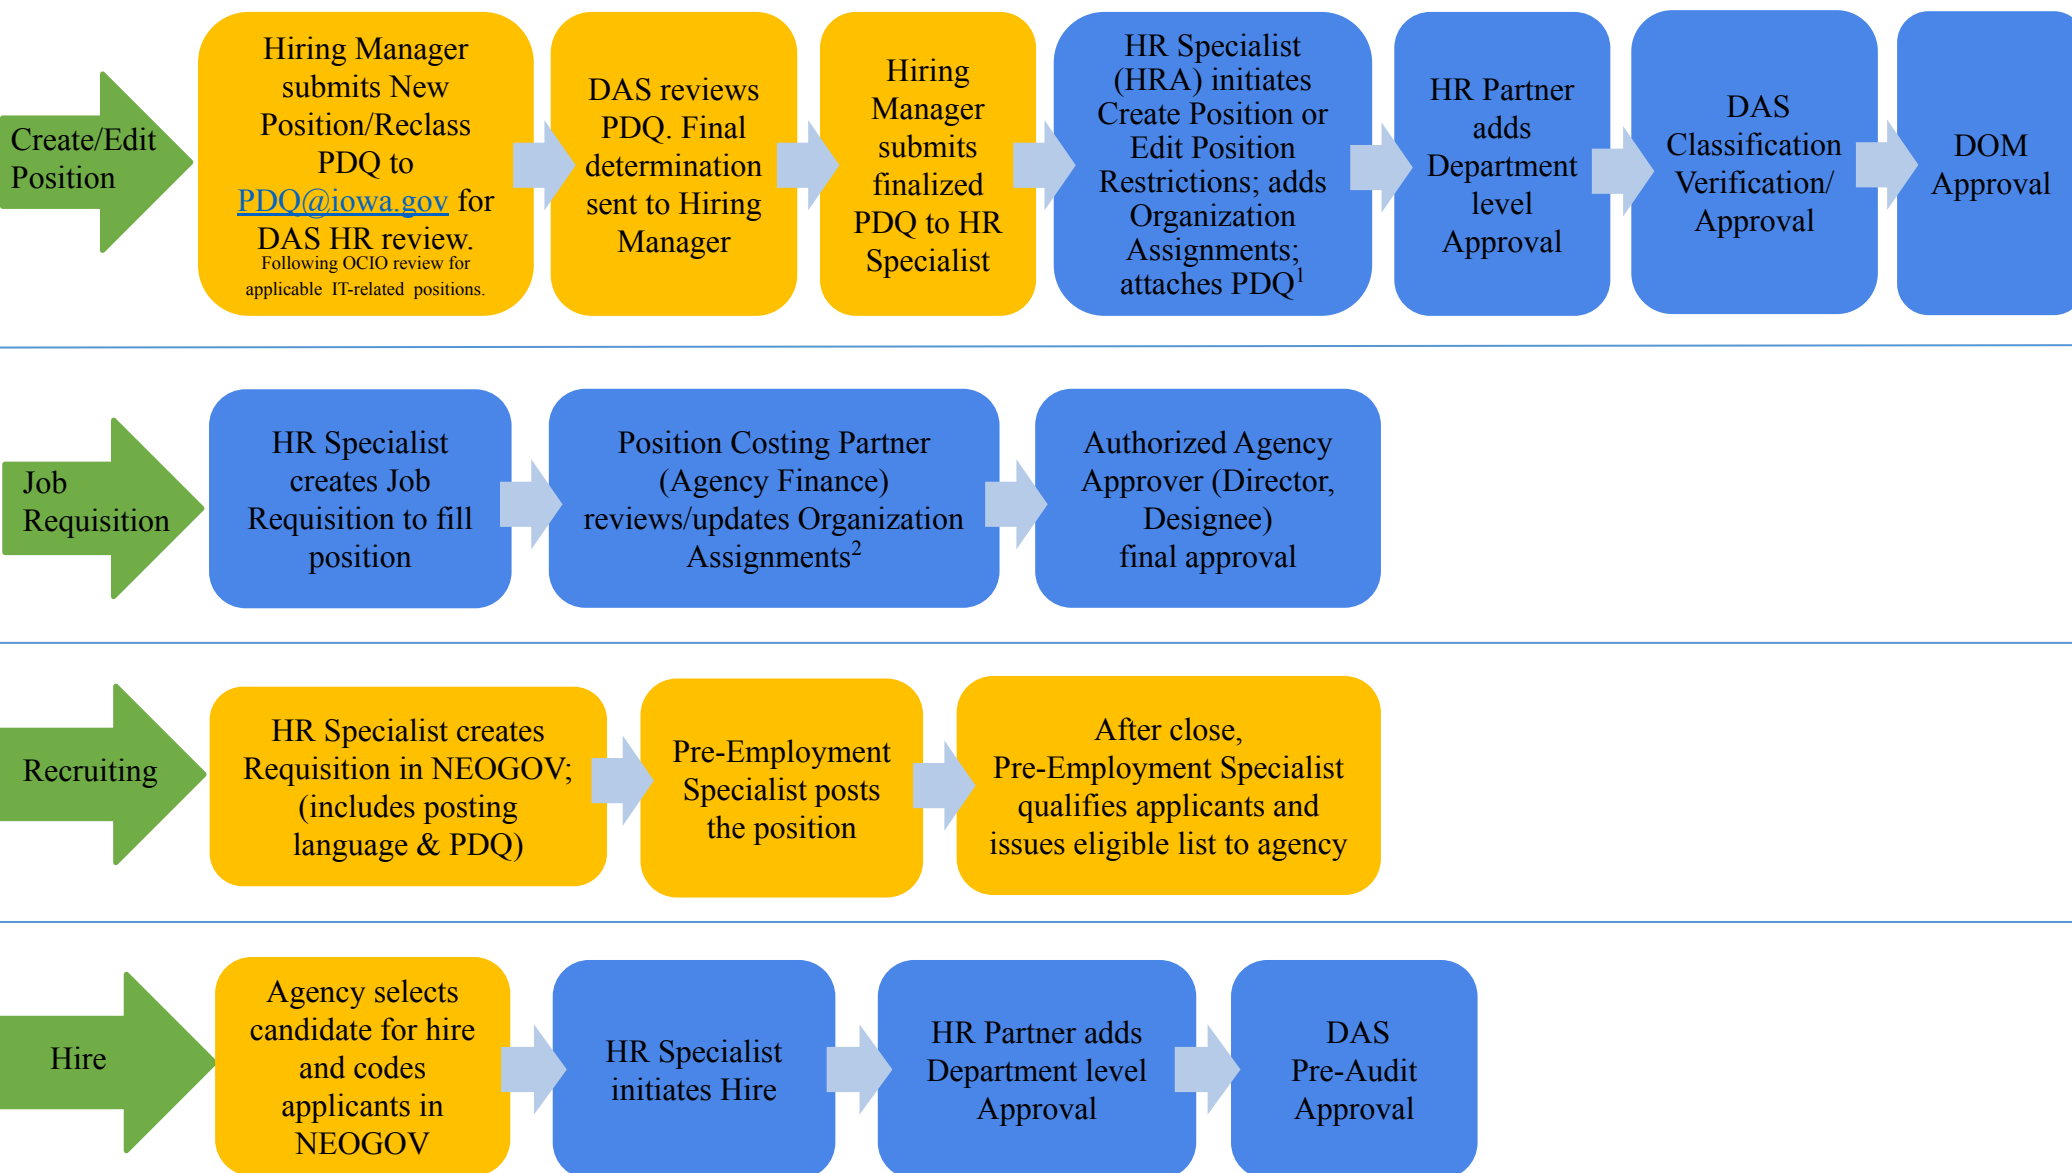 Create/Edit
Position
Hiring Manager
submits New
Position/Reclass
PDQ to
PDQ@iowa.gov for
DAS HR review.
Following OCIO review for
applicable IT-related positions.
DAS reviews
PDQ. Final
determination
sent to Hiring
Manager
Hiring
Manager
submits
finalized
PDQ to HR
Specialist
HR Specialist
(HRA) initiates
Create Position or
Edit Position
Restrictions; adds
Organization
Assignments;
attaches PDQ1
HR Partner
adds
Department
level
Approval
DAS
Classification
Verification/
Approval
DOM
Approval
Job
Requisition
HR Specialist
creates Job
Requisition to fill
position
Position Costing Partner
(Agency Finance)
reviews/updates Organization
Assignments2
Authorized Agency
Approver (Director,
Designee)
final approval
Recruiting
HR Specialist creates
Requisition in NEOGOV;
(includes posting
language & PDQ)
Pre-Employment
Specialist posts
the position
After close,
Pre-Employment Specialist
qualifies applicants and
issues eligible list to agency
Hire
Agency selects
candidate for hire
and codes
applicants in
NEOGOV
HR Specialist
initiates Hire
HR Partner adds
Department level
Approval
DAS
Pre-Audit
Approval